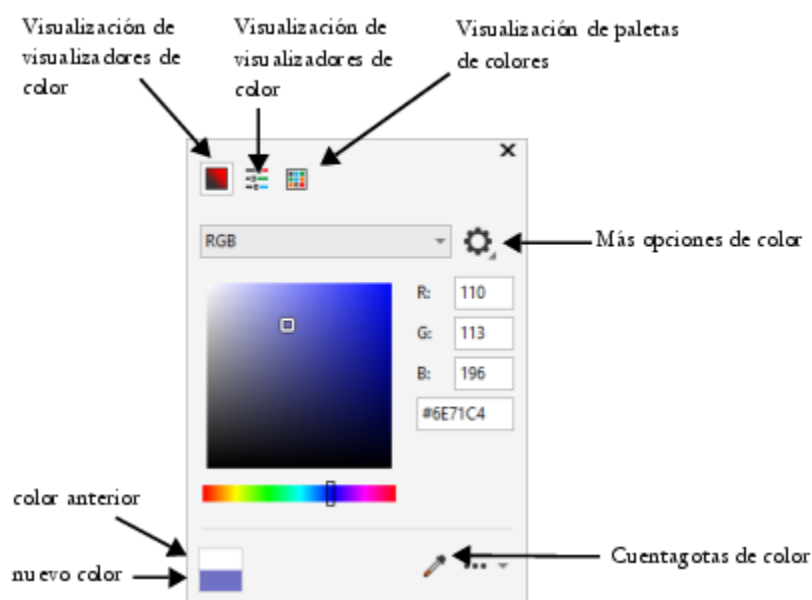 Visualización de
visualizadores de
color
Visualización de
visualizadores de
color
Visualización de paletas
de colores
RGB
Más opciones de color
R: 110
G: 113
B: 196
#6E71C4
color anterior
nuevo color
Cuentagotas de color